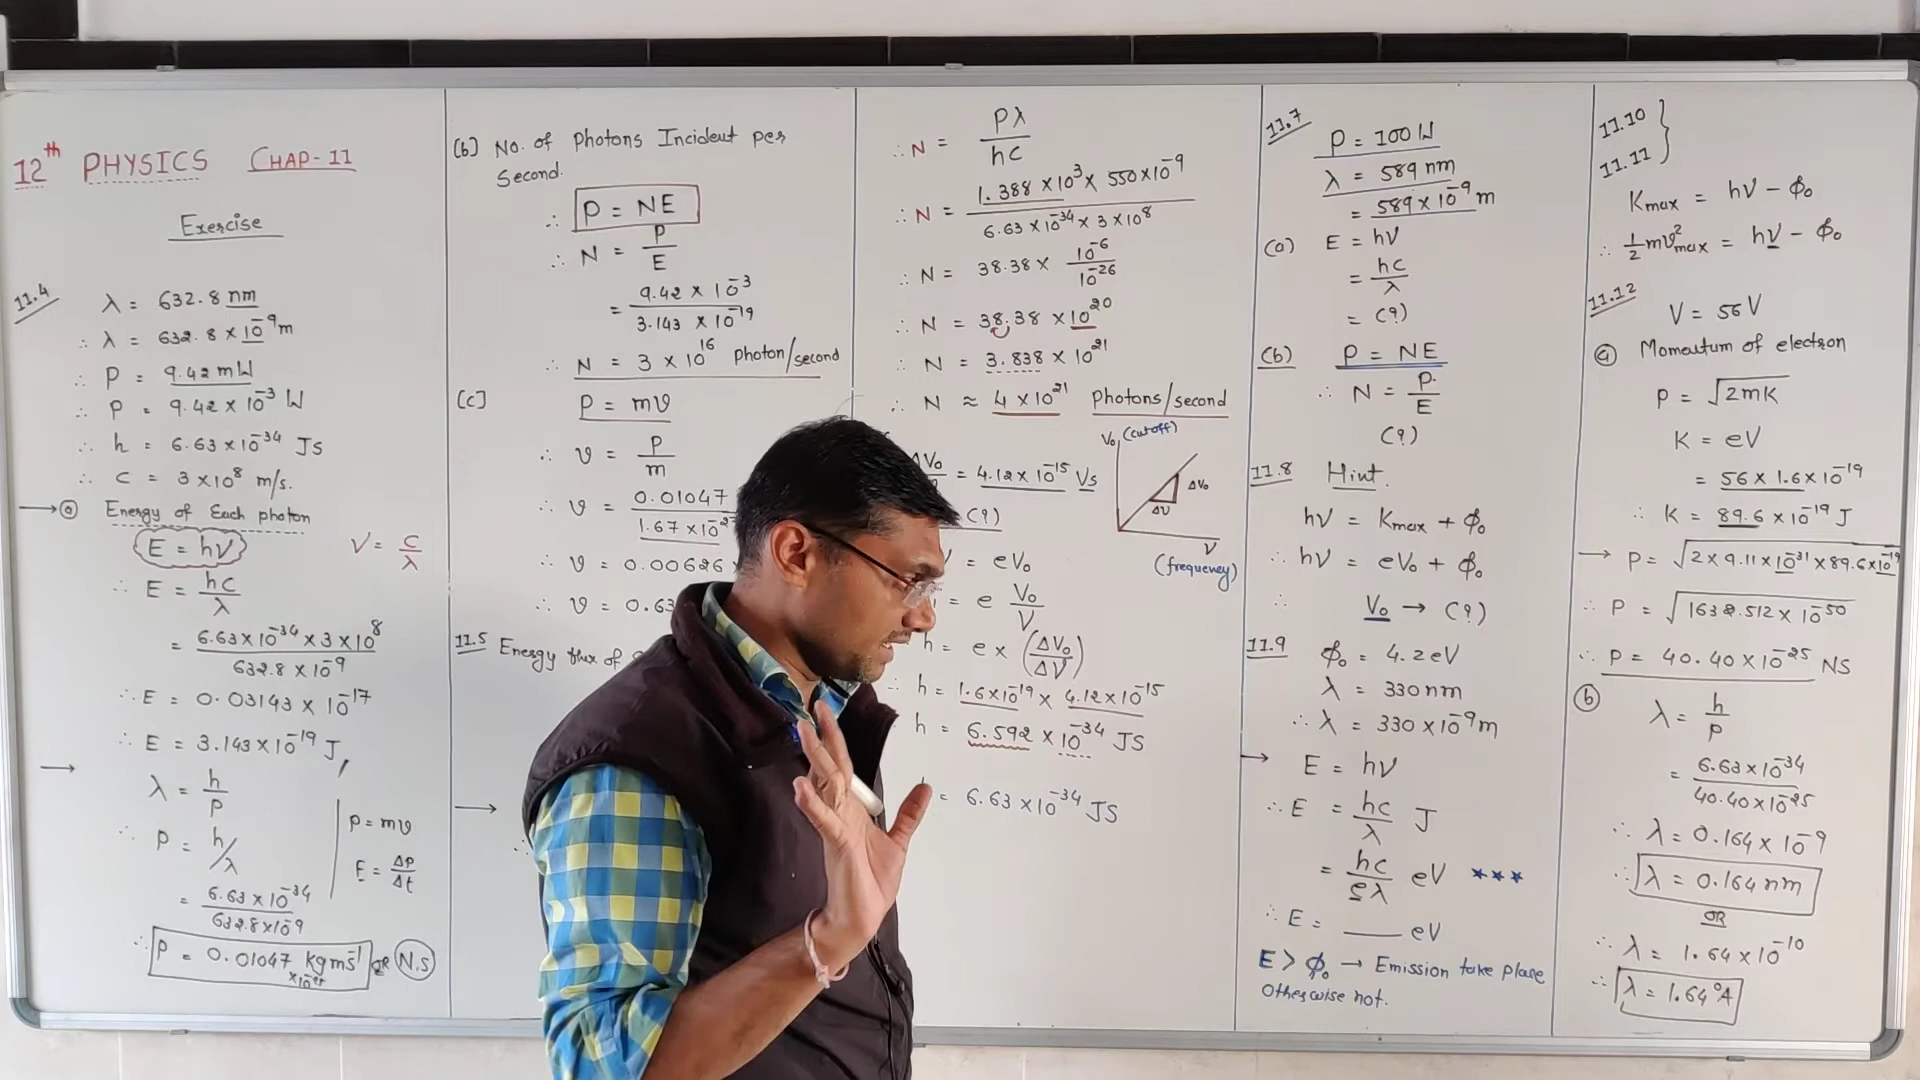 12th PHYSICS CHAP-11
Exercise
11.4
λ = 632.8 nm
∴ λ = 632.8 × 10⁻⁹ m
∴ P = 9.42 mW
∴ P = 9.42 × 10⁻³ W
∴ h = 6.63 × 10⁻³⁴ JS
∴ C = 3 × 10⁸ m/s.
→ ⓐ Energy of Each photon
E = hν
ν = c/λ
∴ E = hc/λ
= 6.63 × 10⁻³⁴ × 3 × 10⁸ / 632.8 × 10⁻⁹
∴ E = 0.03143 × 10⁻¹⁷
∴ E = 3.143 × 10⁻¹⁹ J,
→ λ = h/p
∴ P = h/λ
= 6.63 × 10⁻³⁴ / 632.8 × 10⁻⁹
∴ P = 0.01047 kg ms⁻¹ OR N.S
P = mv
F = ΔP/Δt
(b) No. of Photons Incident per
Second.
∴ P = NE
∴ N = P/E
= 9.42 × 10⁻³ / 3.143 × 10⁻¹⁹
∴ N = 3 × 10¹⁶ photon/second
(c) P = mv
∴ v = P/m
∴ v = 0.01047 / 1.67 × 10⁻²
∴ v = 0.00626 ×
∴ v = 0.63
11.5 Energy flux of
→
∴ N = Pλ/hc
∴ N = 1.388 × 10³ × 550 × 10⁻⁹ / 6.63 × 10⁻³⁴ × 3 × 10⁸
∴ N = 38.38 × 10⁻⁶/10⁻²⁶
∴ N = 38.38 × 10²⁰
∴ N = 3.838 × 10²¹
∴ N ≈ 4 × 10²¹ photons/second
V₀ (cutoff)
ΔV₀
Δν
ν
(frequency)
ΔV₀ = 4.12 × 10⁻¹⁵ Vs
(?)
= eV₀
= e V₀/ν
h = e × (ΔV₀/Δν)
∴ h = 1.6 × 10⁻¹⁹ × 4.12 × 10⁻¹⁵
h = 6.592 × 10⁻³⁴ JS
= 6.63 × 10⁻³⁴ JS
11.7
P = 100 W
λ = 589 nm
= 589 × 10⁻⁹ m
(a) E = hν
= hc/λ
= (?)
(b) P = NE
∴ N = P/E
(?)
11.8 Hint.
hν = Kmax + φ₀
∴ hν = eV₀ + φ₀
∴ V₀ → (?)
11.9 φ₀ = 4.2 eV
λ = 330 nm
∴ λ = 330 × 10⁻⁹ m
→ E = hν
∴ E = hc/λ J
= hc/eλ eV ★★★
∴ E = ____ eV
E > φ₀ → Emission take place
Otherwise not.
11.10
11.11
Kmax = hν − φ₀
∴ ½mv²max = hν − φ₀
11.12
V = 56 V
ⓐ Momentum of electron
P = √2mK
K = eV
= 56 × 1.6 × 10⁻¹⁹
∴ K = 89.6 × 10⁻¹⁹ J
→ P = √2 × 9.11 × 10⁻³¹ × 89.6 × 10⁻¹⁹
∴ P = √1632.512 × 10⁻⁵⁰
∴ P = 40.40 × 10⁻²⁵ NS
ⓑ λ = h/p
= 6.63 × 10⁻³⁴ / 40.40 × 10⁻²⁵
∴ λ = 0.164 × 10⁻⁹
∴ λ = 0.164 nm
OR
∴ λ = 1.64 × 10⁻¹⁰
∴ λ = 1.64 °A